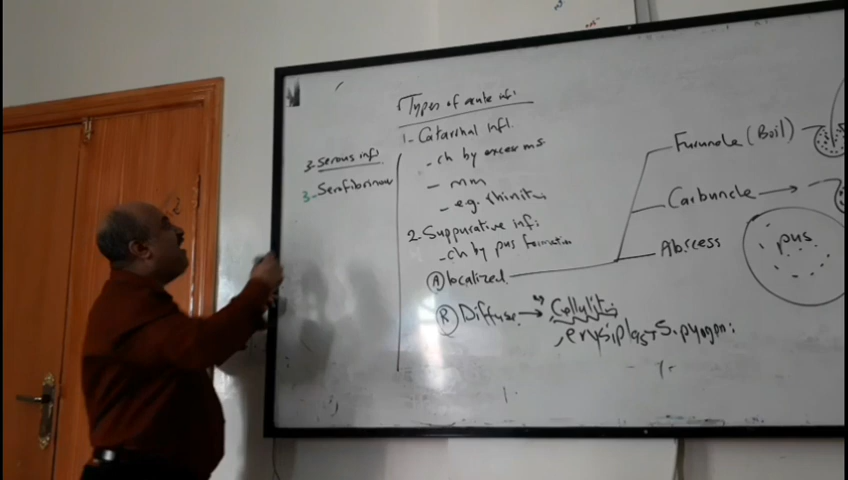 Types of acute infl
1- Catarrhal infl.
- ch by excess ms
- mm
- e.g. rhinitis
2- Suppurative infl
- ch by pus formation
A localized
Furuncle (Boil)
Carbuncle
Abscess
pus
B Diffuse → Cellulitis
, erysiplas → S. pyogen
3- Serous infl
3- Serofibrinous